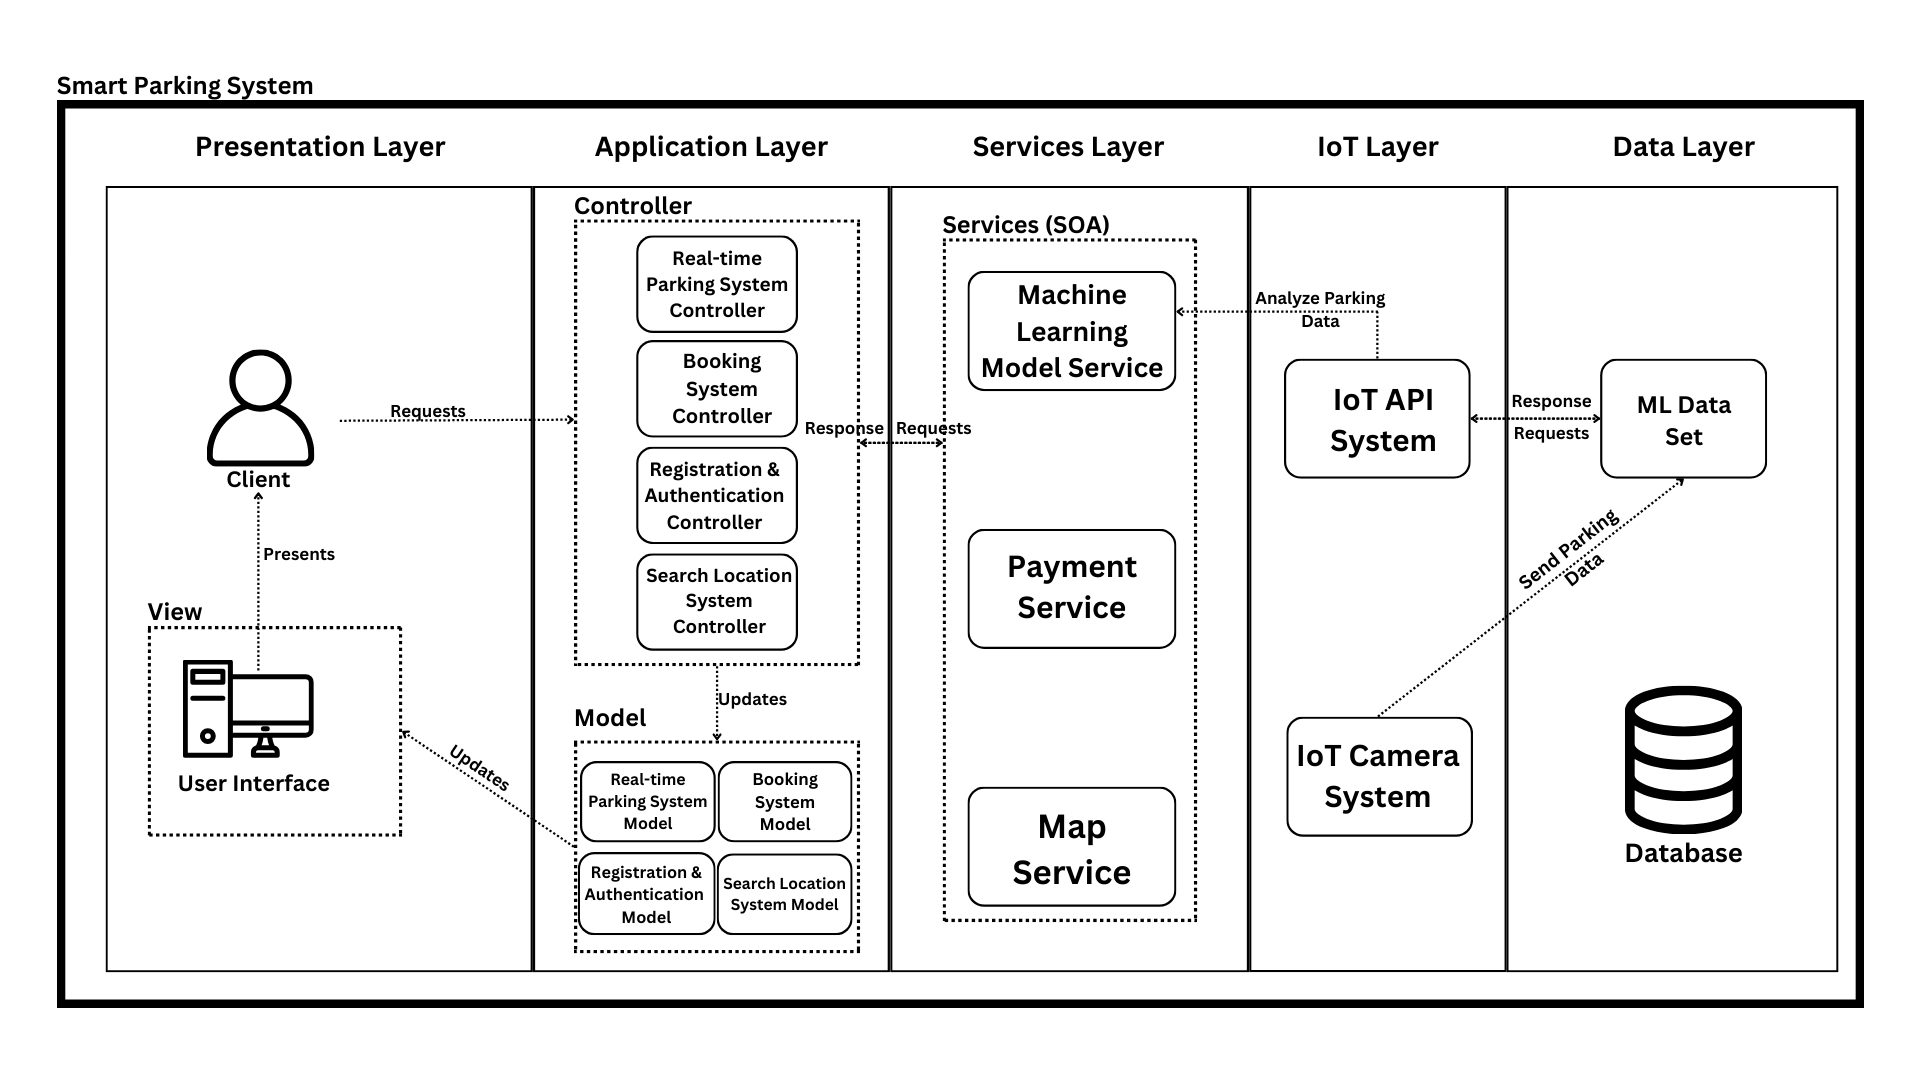 Smart Parking System
Presentation Layer
Application Layer
Services Layer
IoT Layer
Data Layer
Client
Requests
Presents
View
User Interface
Updates
Controller
Real-time
Parking System
Controller
Booking
System
Controller
Registration &
Authentication
Controller
Search Location
System
Controller
Updates
Model
Real-time
Parking System
Model
Booking
System
Model
Registration &
Authentication
Model
Search Location
System Model
Response
Requests
Services (SOA)
Machine
Learning
Model Service
Payment
Service
Map
Service
Analyze Parking
Data
IoT API
System
IoT Camera
System
Response
Requests
Send Parking
Data
ML Data
Set
Database